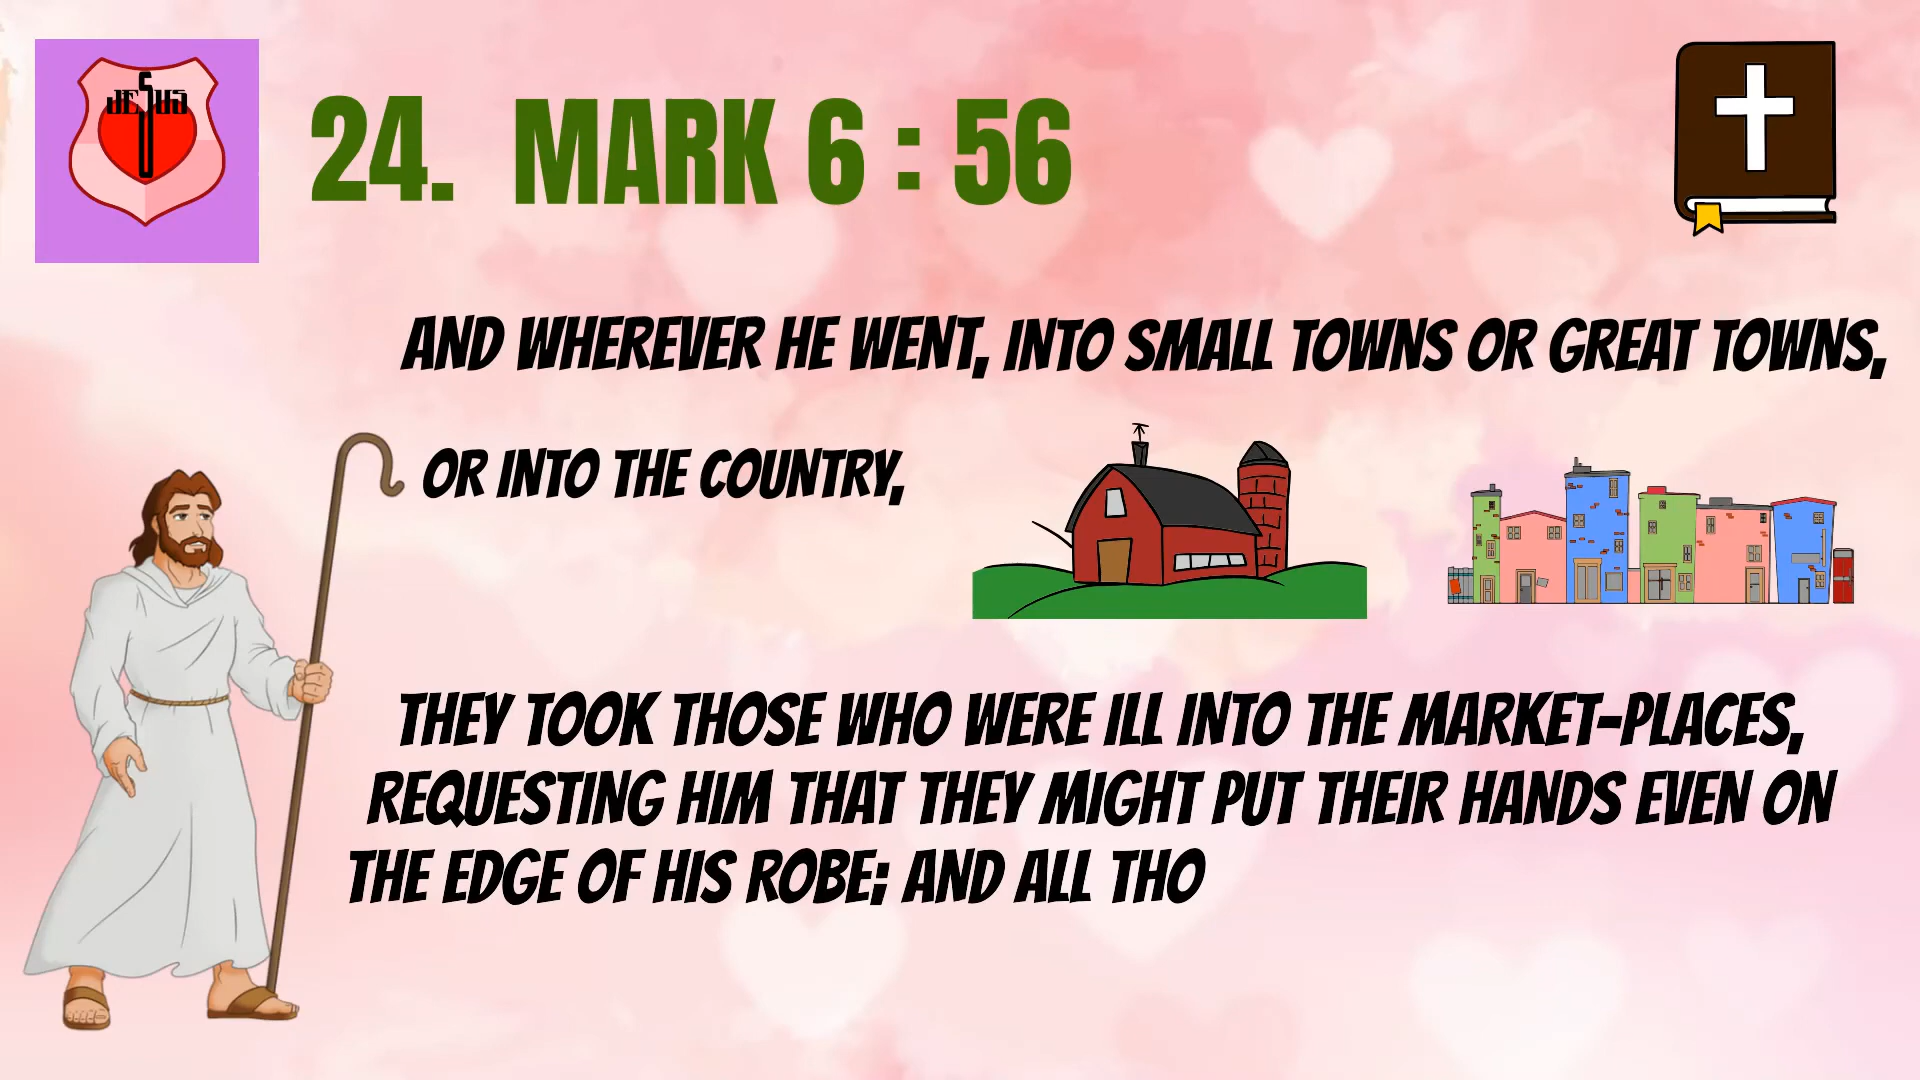 JESUS
24. MARK 6 : 56
AND WHEREVER HE WENT, INTO SMALL TOWNS OR GREAT TOWNS,
OR INTO THE COUNTRY,
THEY TOOK THOSE WHO WERE ILL INTO THE MARKET-PLACES,
REQUESTING HIM THAT THEY MIGHT PUT THEIR HANDS EVEN ON
THE EDGE OF HIS ROBE; AND ALL THO